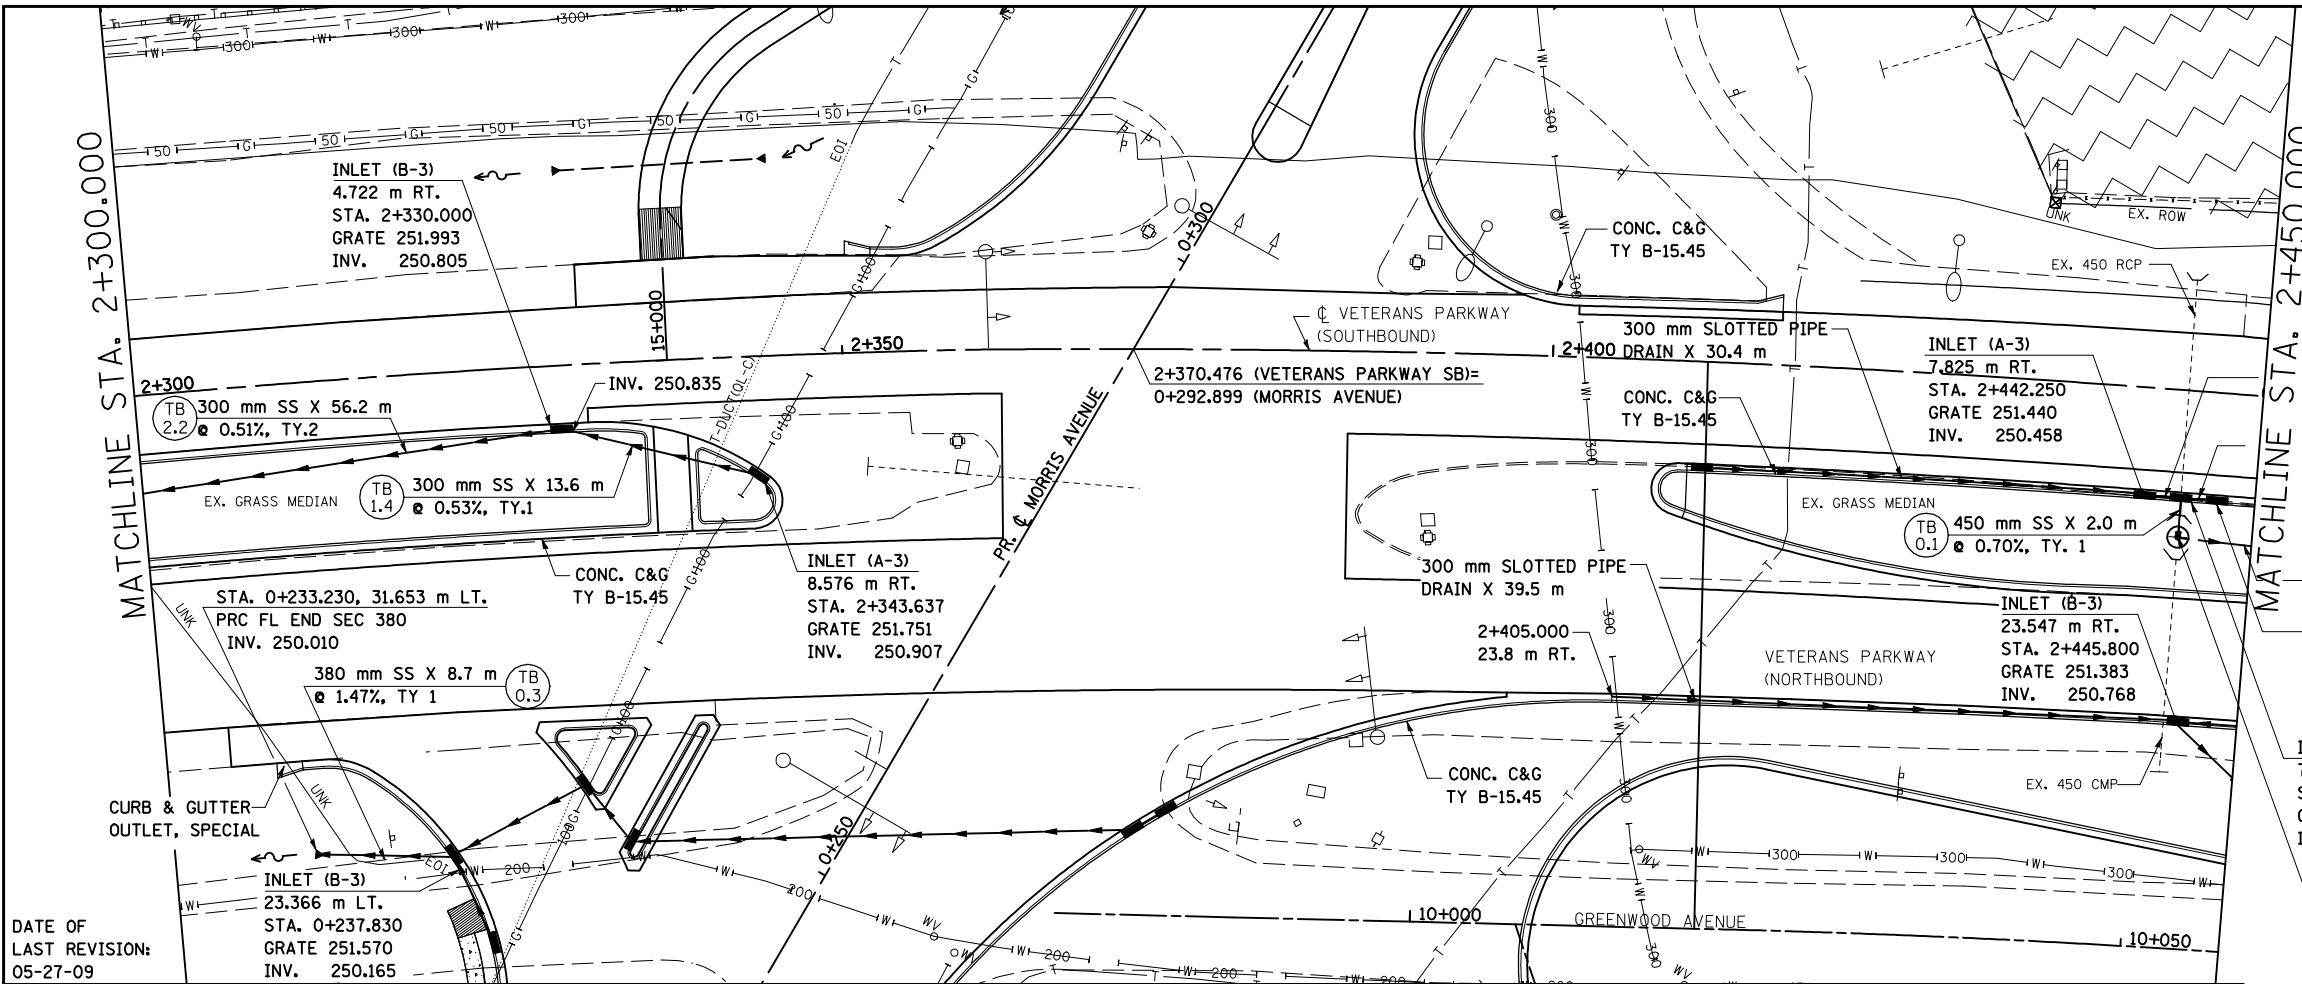 MATCHLINE STA. 2+300.000
INLET (B-3)
4.722 m RT.
STA. 2+330.000
GRATE 251.993
INV. 250.805
2+300
TB
2.2
300 mm SS X 56.2 m
@ 0.51%, TY.2
INV. 250.835
EX. GRASS MEDIAN
TB
1.4
300 mm SS X 13.6 m
@ 0.53%, TY.1
15+000
2+350
EOI
T-DUCT(QL-C)
CONC. C&G
TY B-15.45
INLET (A-3)
8.576 m RT.
STA. 2+343.637
GRATE 251.751
INV. 250.907
STA. 0+233.230, 31.653 m LT.
PRC FL END SEC 380
INV. 250.010
UNK
380 mm SS X 8.7 m
@ 1.47%, TY 1
TB
0.3
UNK
CURB & GUTTER
OUTLET, SPECIAL
EOI
INLET (B-3)
23.366 m LT.
STA. 0+237.830
GRATE 251.570
INV. 250.165
DATE OF
LAST REVISION:
05-27-09
0+300
PR. ℄ MORRIS AVENUE
0+250
℄ VETERANS PARKWAY
(SOUTHBOUND)
2+370.476 (VETERANS PARKWAY SB)=
0+292.899 (MORRIS AVENUE)
CONC. C&G
TY B-15.45
2+400
300 mm SLOTTED PIPE
DRAIN X 30.4 m
CONC. C&G
TY B-15.45
INLET (A-3)
7.825 m RT.
STA. 2+442.250
GRATE 251.440
INV. 250.458
UNK
EX. ROW
EX. 450 RCP
EX. GRASS MEDIAN
TB
0.1
450 mm SS X 2.0 m
@ 0.70%, TY. 1
300 mm SLOTTED PIPE
DRAIN X 39.5 m
2+405.000
23.8 m RT.
VETERANS PARKWAY
(NORTHBOUND)
INLET (B-3)
23.547 m RT.
STA. 2+445.800
GRATE 251.383
INV. 250.768
EX. 450 CMP
CONC. C&G
TY B-15.45
10+000
GREENWOOD AVENUE
10+050
MATCHLINE STA. 2+450.000